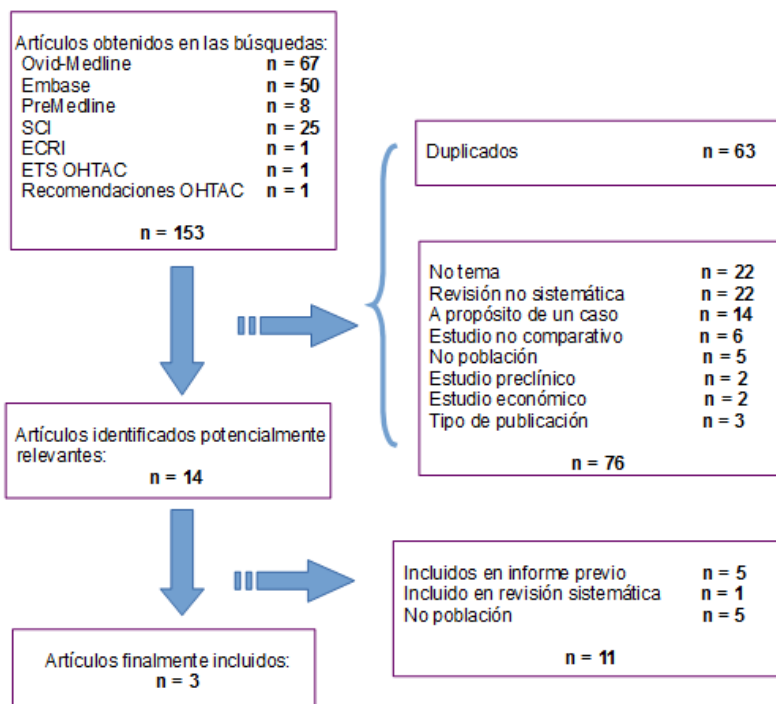 Artículos obtenidos en las búsquedas:
Ovid-Medline n = 67
Embase n = 50
PreMedline n = 8
SCI n = 25
ECRI n = 1
ETS OHTAC n = 1
Recomendaciones OHTAC n = 1
n = 153
Duplicados n = 63
No tema n = 22
Revisión no sistemática n = 22
A propósito de un caso n = 14
Estudio no comparativo n = 6
No población n = 5
Estudio preclínico n = 2
Estudio económico n = 2
Tipo de publicación n = 3
n = 76
Artículos identificados potencialmente
relevantes:
n = 14
Incluidos en informe previo n = 5
Incluido en revisión sistemática n = 1
No población n = 5
n = 11
Artículos finalmente incluidos:
n = 3